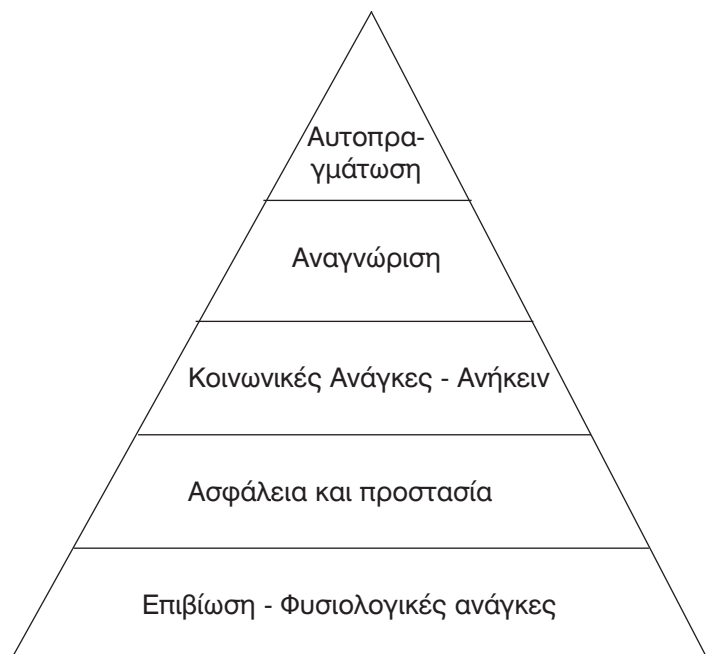 Αυτοπρα-
γμάτωση
Αναγνώριση
Κοινωνικές Ανάγκες - Ανήκειν
Ασφάλεια και προστασία
Επιβίωση - Φυσιολογικές ανάγκες